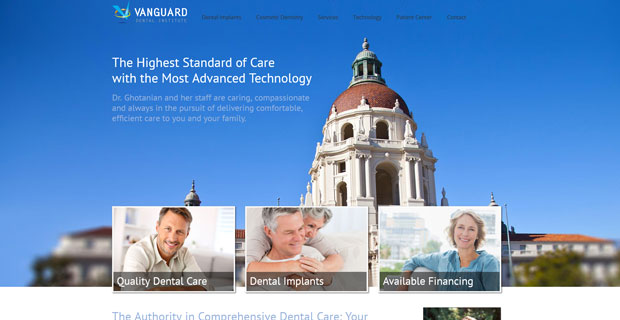 VANGUARD
DENTAL INSTITUTE
Dental Implants Cosmetic Dentistry Services Technology Patient Center Contact
The Highest Standard of Care
with the Most Advanced Technology
Dr. Ghotanian and her staff are caring, compassionate
and always in the pursuit of delivering comfortable,
efficient care to you and your family.
Quality Dental Care Dental Implants Available Financing
The Authority in Comprehensive Dental Care: Your